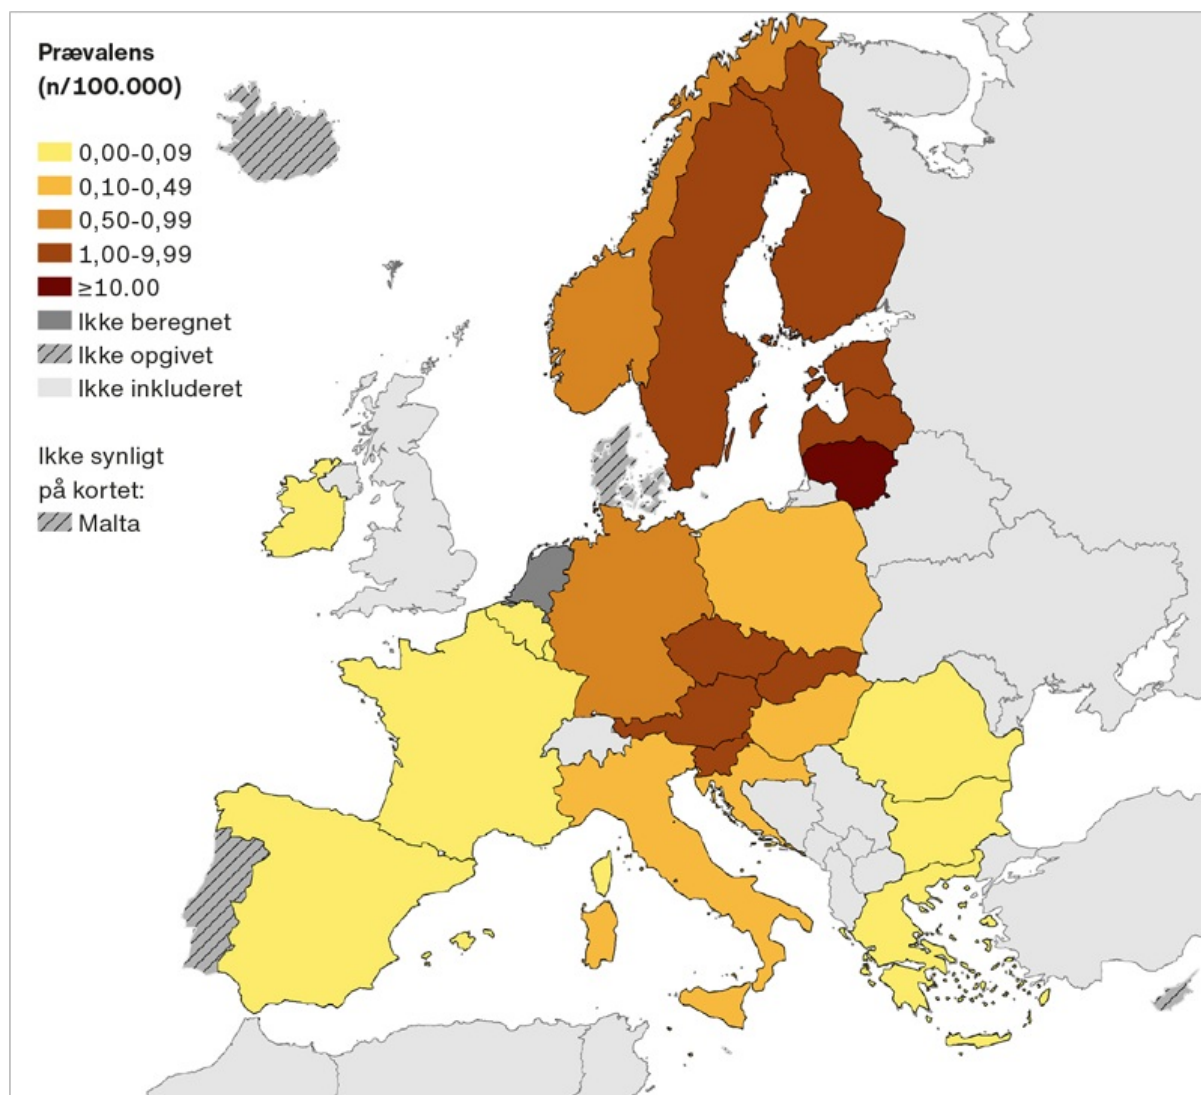 Prævalens
(n/100.000)
0,00-0,09
0,10-0,49
0,50-0,99
1,00-9,99
≥10.00
Ikke beregnet
Ikke opgivet
Ikke inkluderet
Ikke synligt
på kortet:
Malta